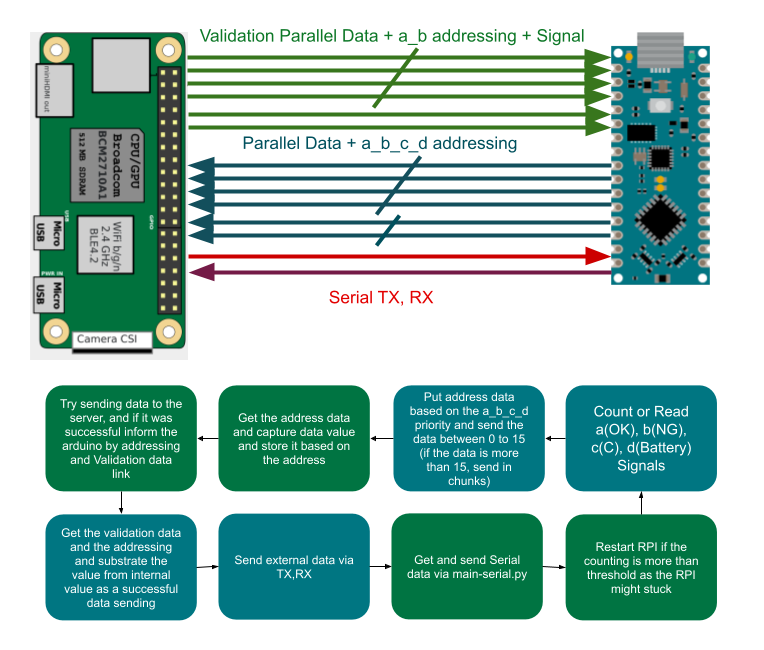 Validation Parallel Data + a_b addressing + Signal
miniHDMI out
CPU/GPU
Broadcom
BCM2710A1
512 MB SDRAM
Parallel Data + a_b_c_d addressing
USB
Micro
USB
WiFi b/g/n
2.4 GHz
BLE4.2
GPIO
PWR IN
Micro
USB
Camera CSI
Serial TX, RX
Try sending data to the
server, and if it was
successful inform the
arduino by addressing
and Validation data
link
Get the address data
and capture data value
and store it based on
the address
Put address data
based on the a_b_c_d
priority and send the
data between 0 to 15
(if the data is more
than 15, send in
chunks)
Count or Read
a(OK), b(NG),
c(C), d(Battery)
Signals
Get the validation data
and the addressing
and substrate the
value from internal
value as a successful
data sending
Send external data via
TX,RX
Get and send Serial
data via main-serial.py
Restart RPI if the
counting is more than
threshold as the RPI
might stuck